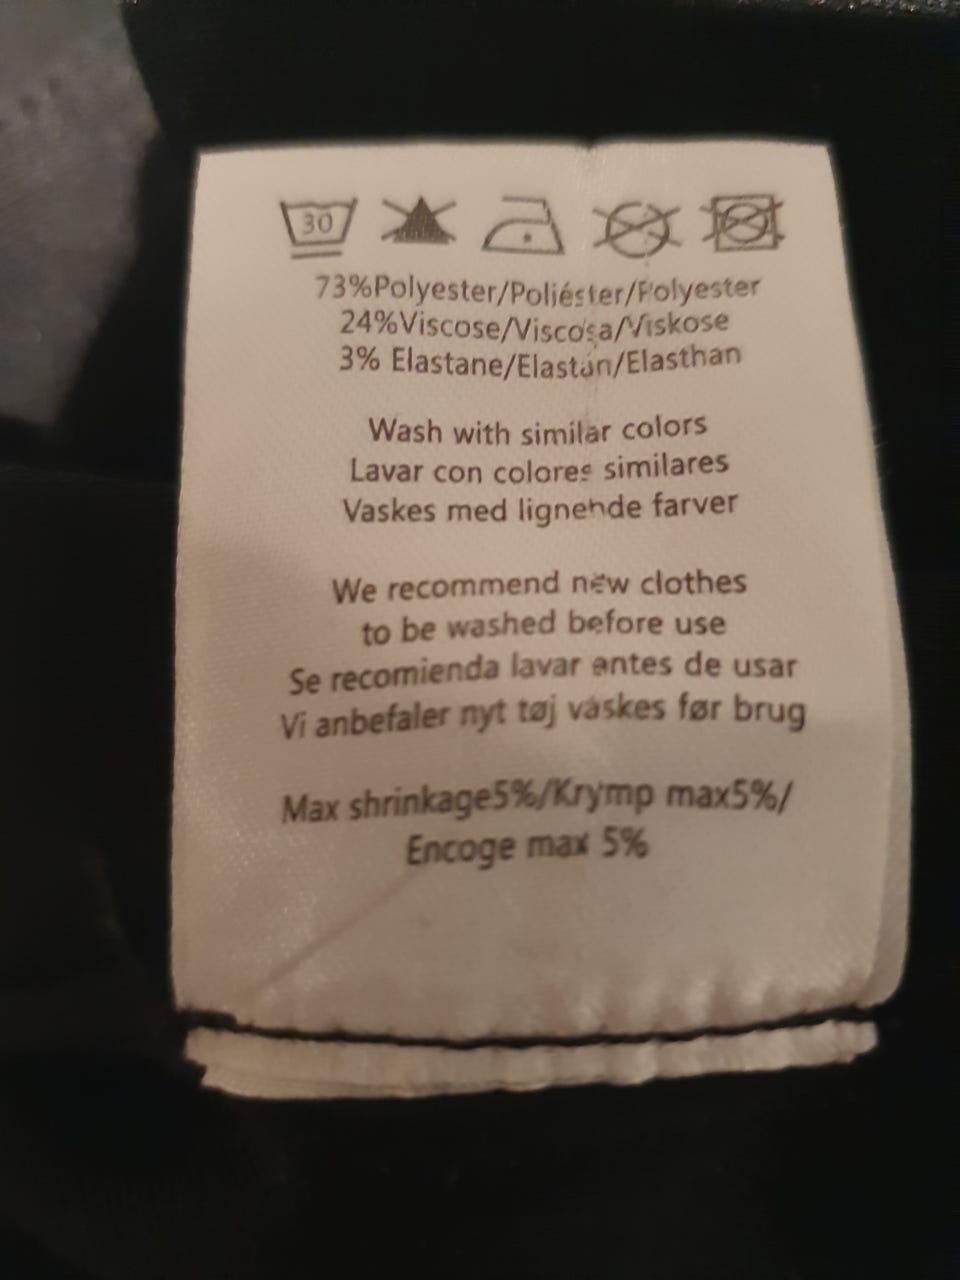 30
73%Polyester/Poliéster/Polyester
24%Viscose/Viscosa/Viskose
3% Elastane/Elastán/Elasthan
Wash with similar colors
Lavar con colores similares
Vaskes med lignende farver
We recommend new clothes
to be washed before use
Se recomienda lavar antes de usar
Vi anbefaler nyt tøj vaskes før brug
Max shrinkage5%/Krymp max5%/
Encoge max 5%